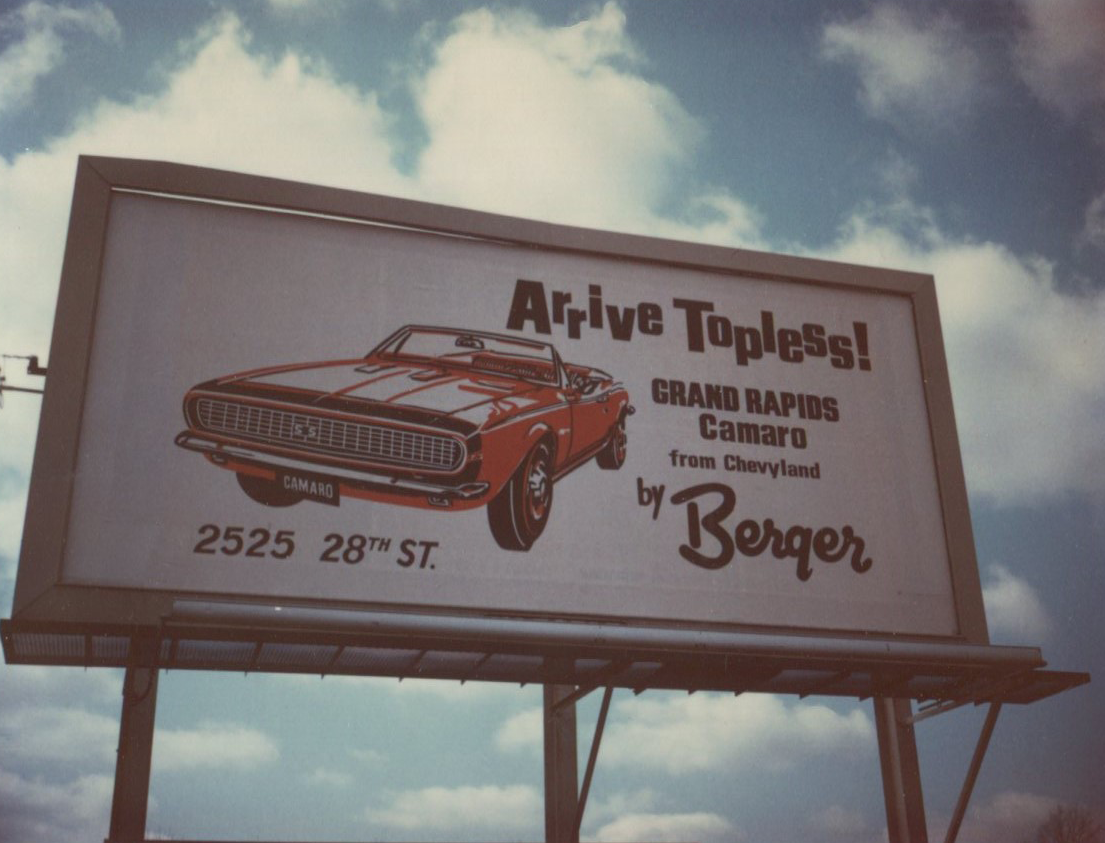 Arrive Topless!
GRAND RAPIDS
Camaro
from Chevyland
by Berger
SS
CAMARO
2525 28TH ST.